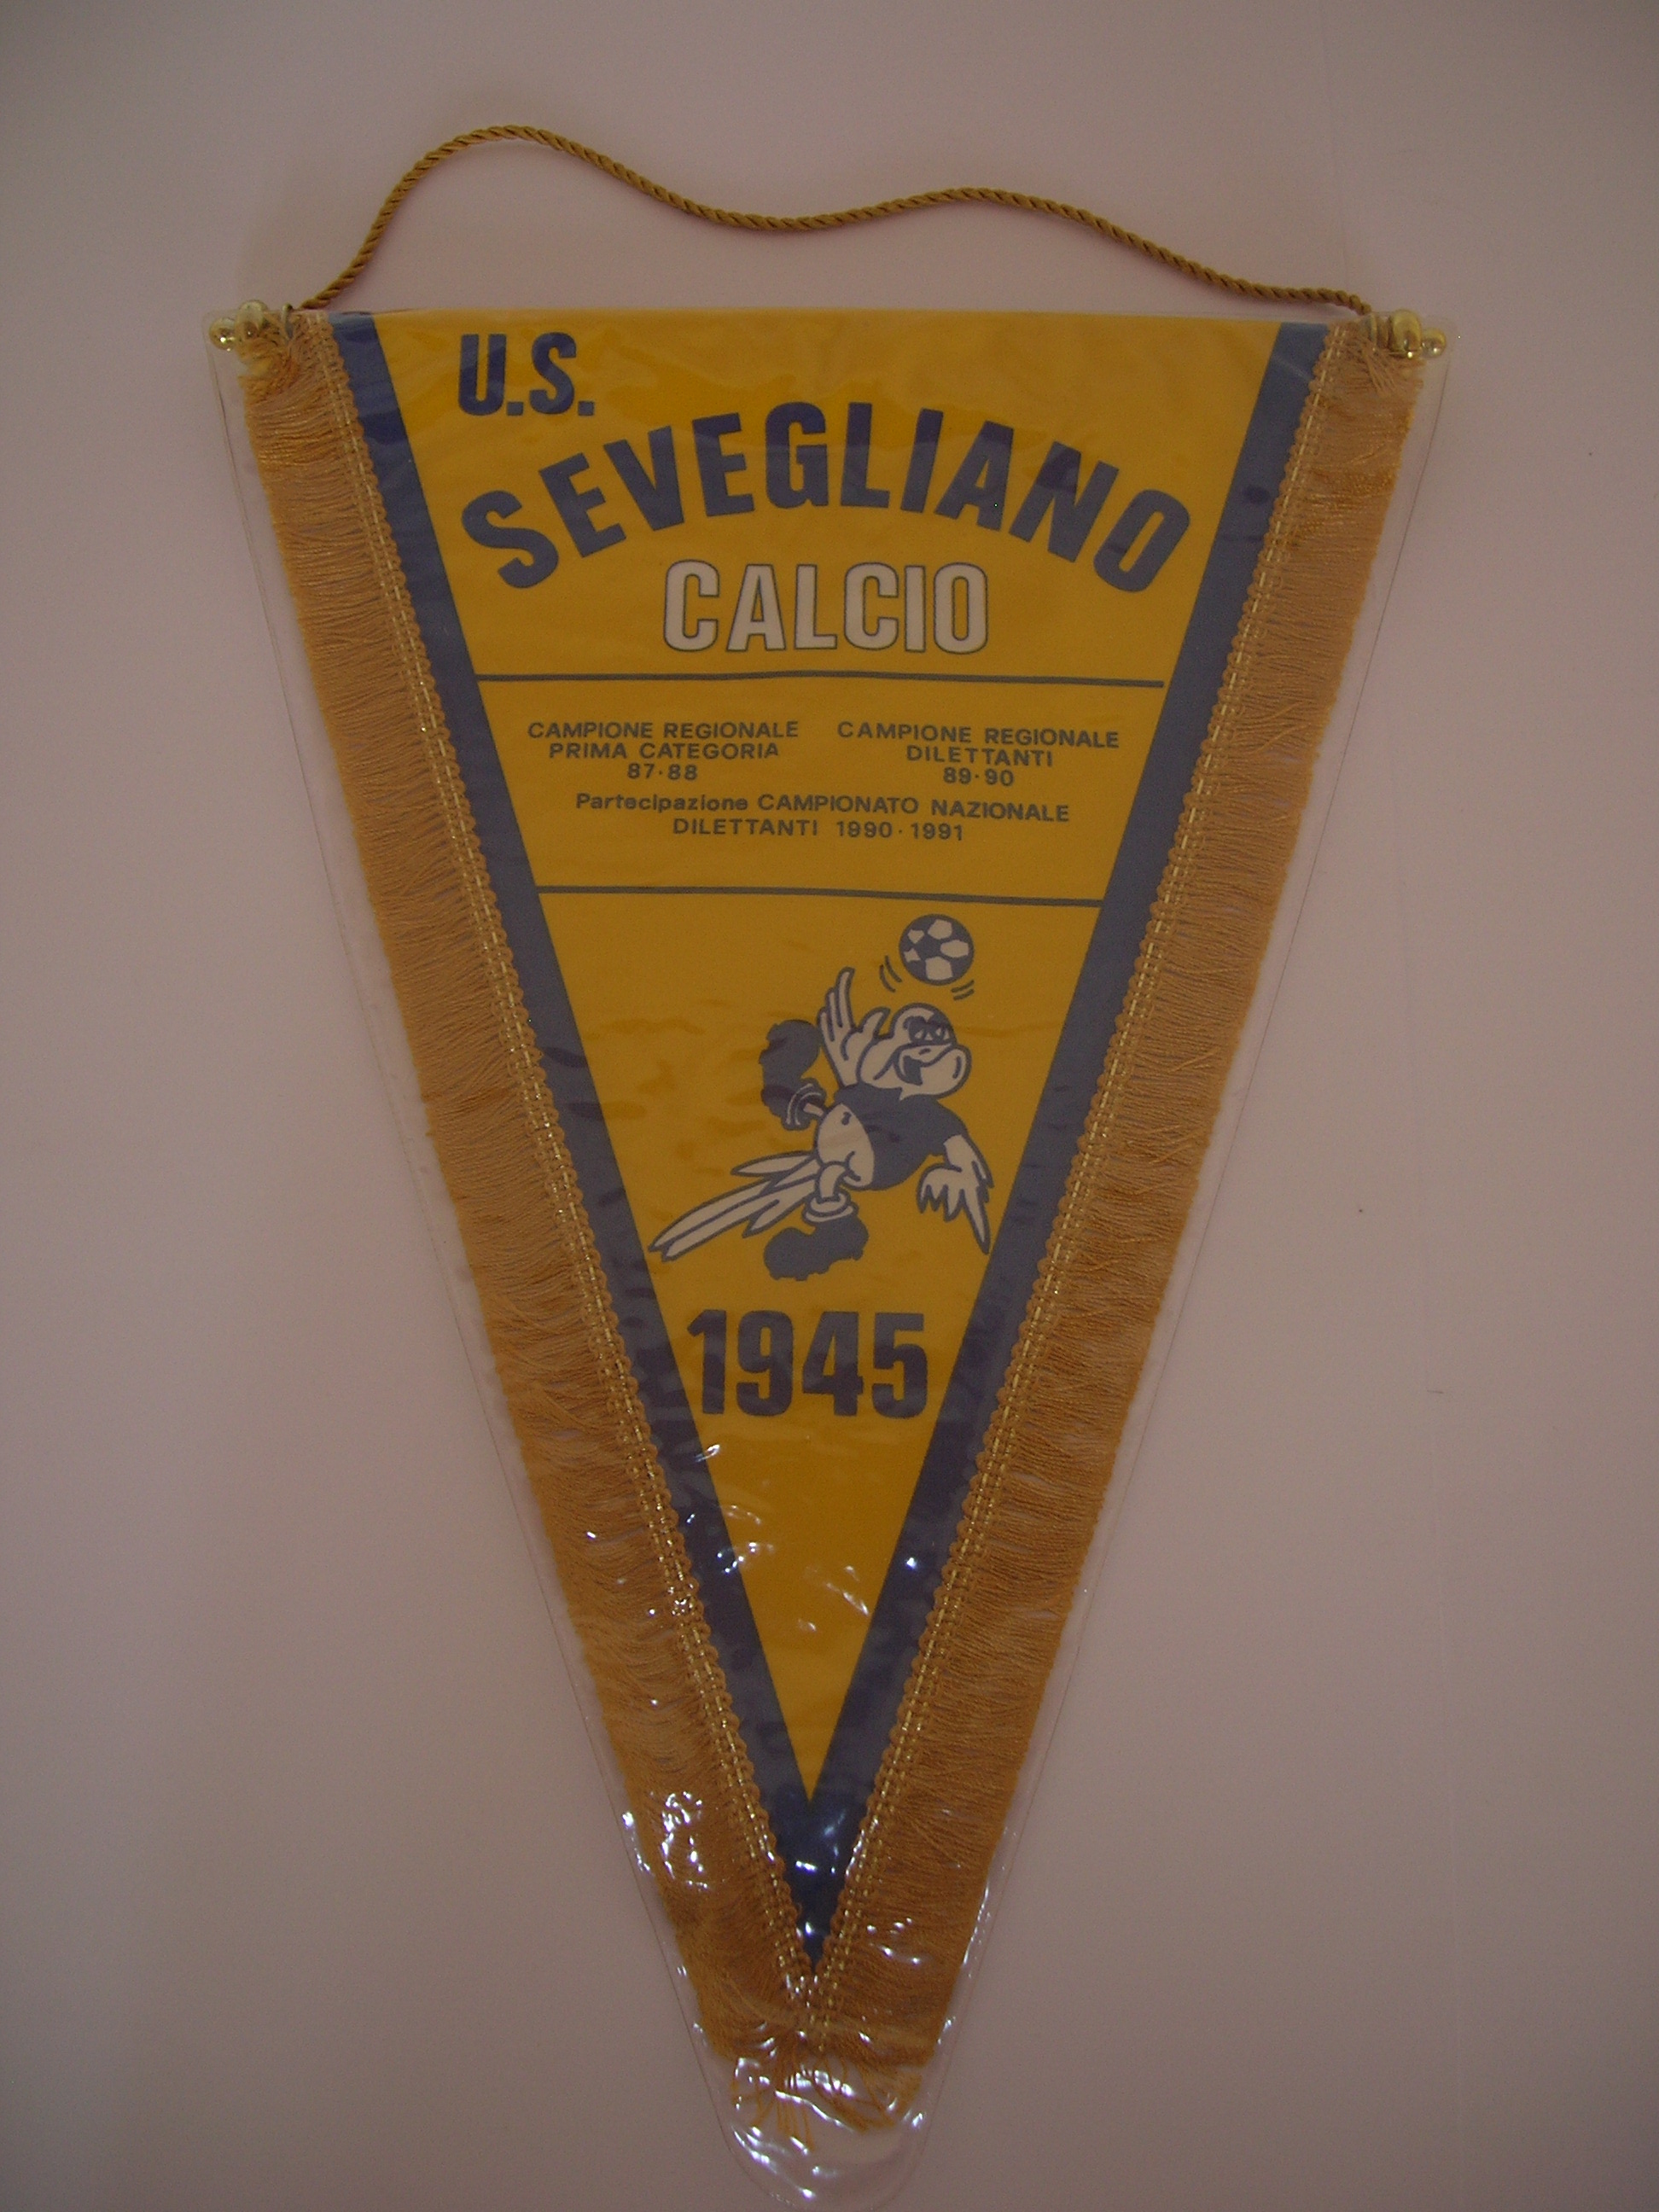 U.S.
SEVEGLIANO
CALCIO
CAMPIONE REGIONALE
PRIMA CATEGORIA
87·88
CAMPIONE REGIONALE
DILETTANTI
89·90
Partecipazione CAMPIONATO NAZIONALE
DILETTANTI 1990·1991
1945